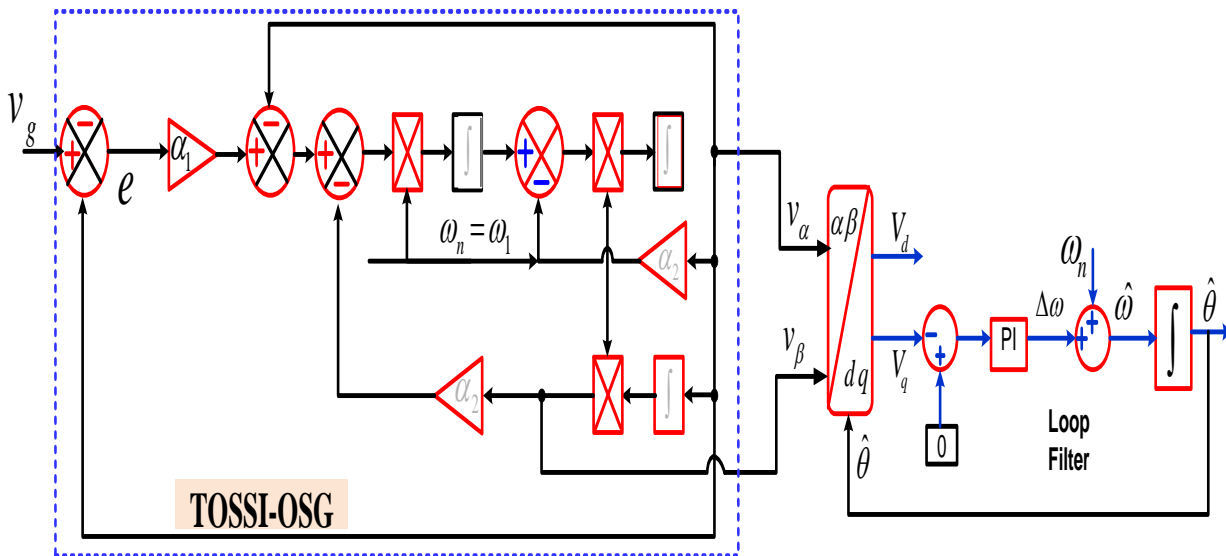 v_g
e
α₁
∫
∫
ω_n = ω₁
α₂
α₂
∫
TOSSI-OSG
v_α
v_β
αβ
dq
V_d
V_q
θ̂
0
PI
Δω
ω_n
ω̂
∫
θ̂
Loop
Filter